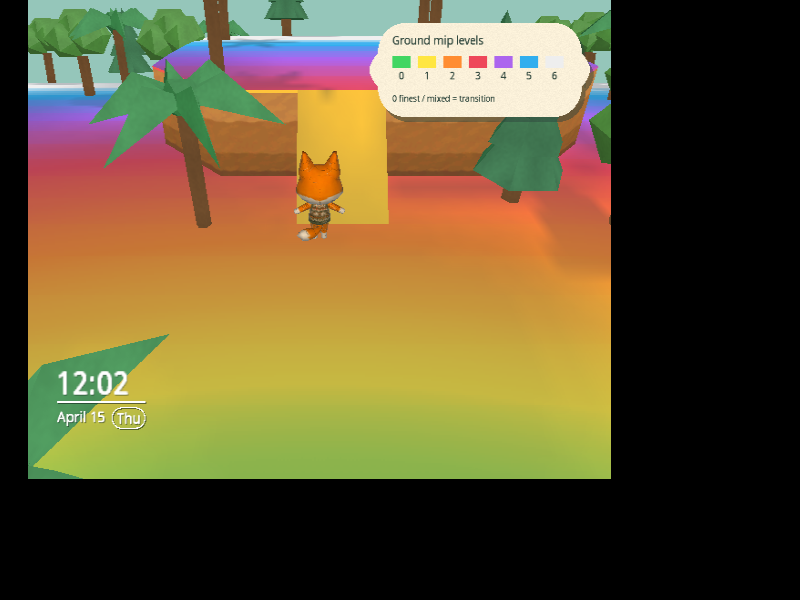 Ground mip levels
0 1 2 3 4 5 6
0 finest / mixed = transition
12:02
April 15 Thu